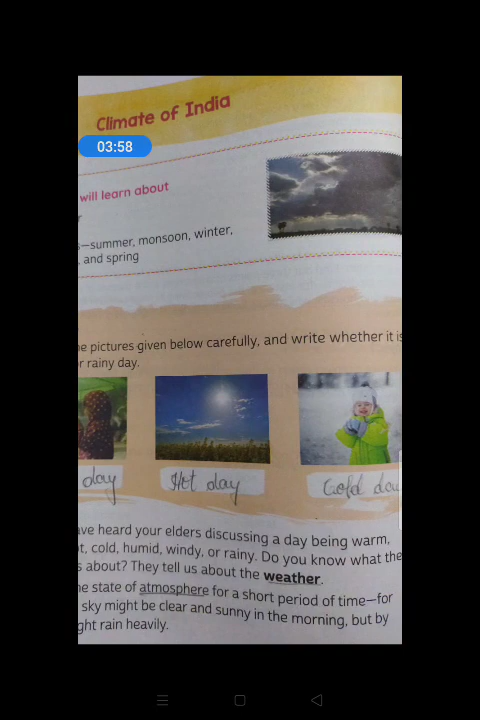 Climate of India
03:58
will learn about
r
s—summer, monsoon, winter,
, and spring
e pictures given below carefully, and write whether it is
or rainy day.
day Hot day Cold day
ave heard your elders discussing a day being warm,
t, cold, humid, windy, or rainy. Do you know what the
s about? They tell us about the weather.
e state of atmosphere for a short period of time—for
sky might be clear and sunny in the morning, but by
ght rain heavily.